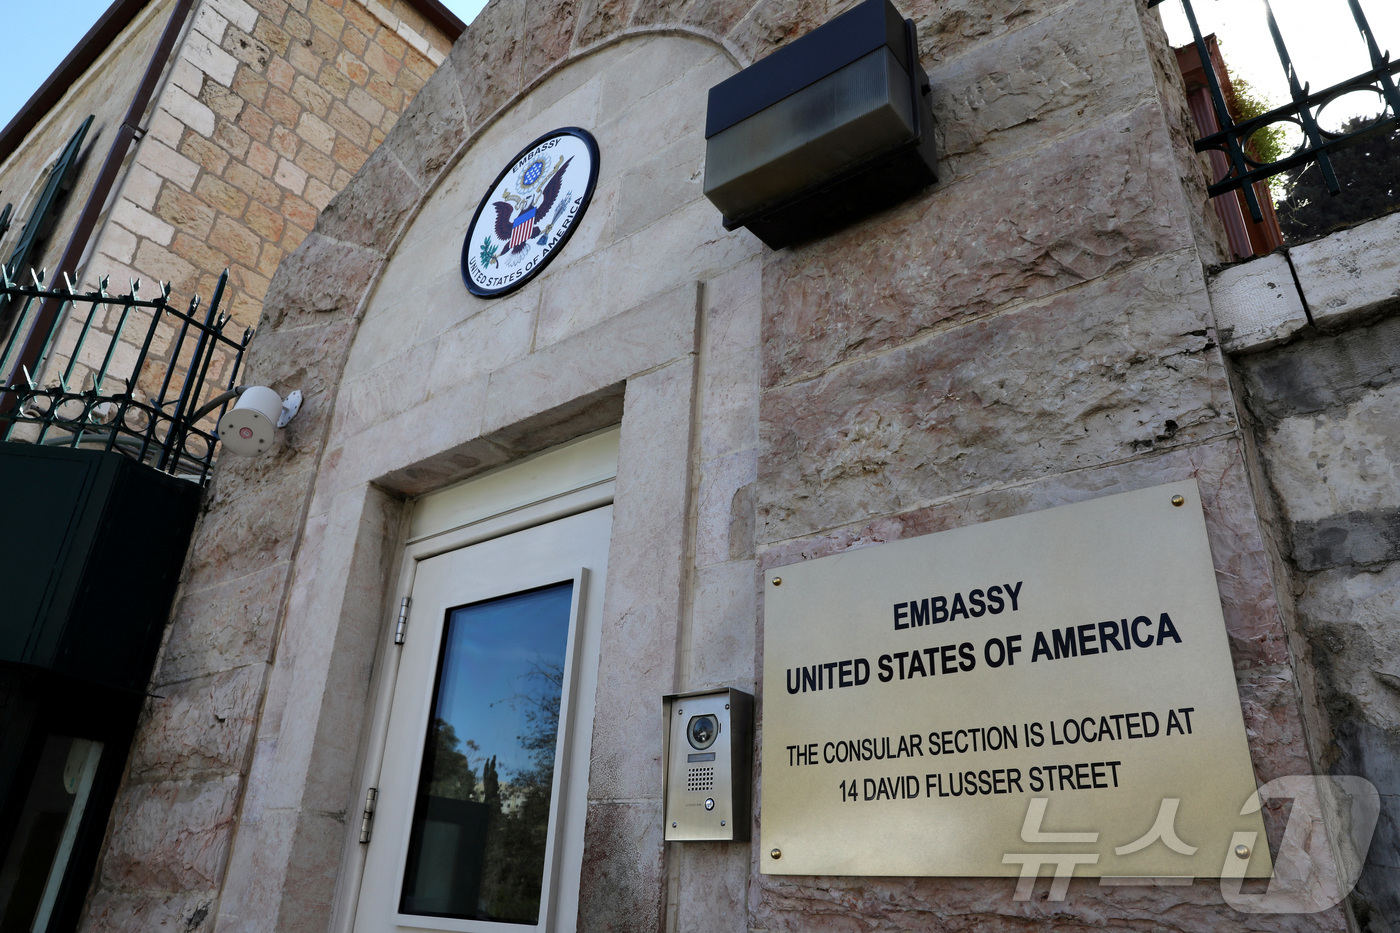 EMBASSY
UNITED STATES OF AMERICA
EMBASSY
UNITED STATES OF AMERICA
THE CONSULAR SECTION IS LOCATED AT
14 DAVID FLUSSER STREET
뉴스1